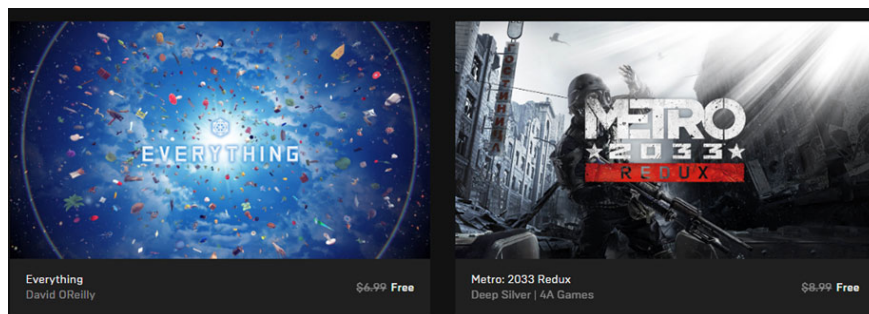 EVERYTHING
Everything
David OReilly
$6.99 Free
ГОСТИНИЦА
METRO
2033
REDUX
Metro: 2033 Redux
Deep Silver | 4A Games
$8.99 Free